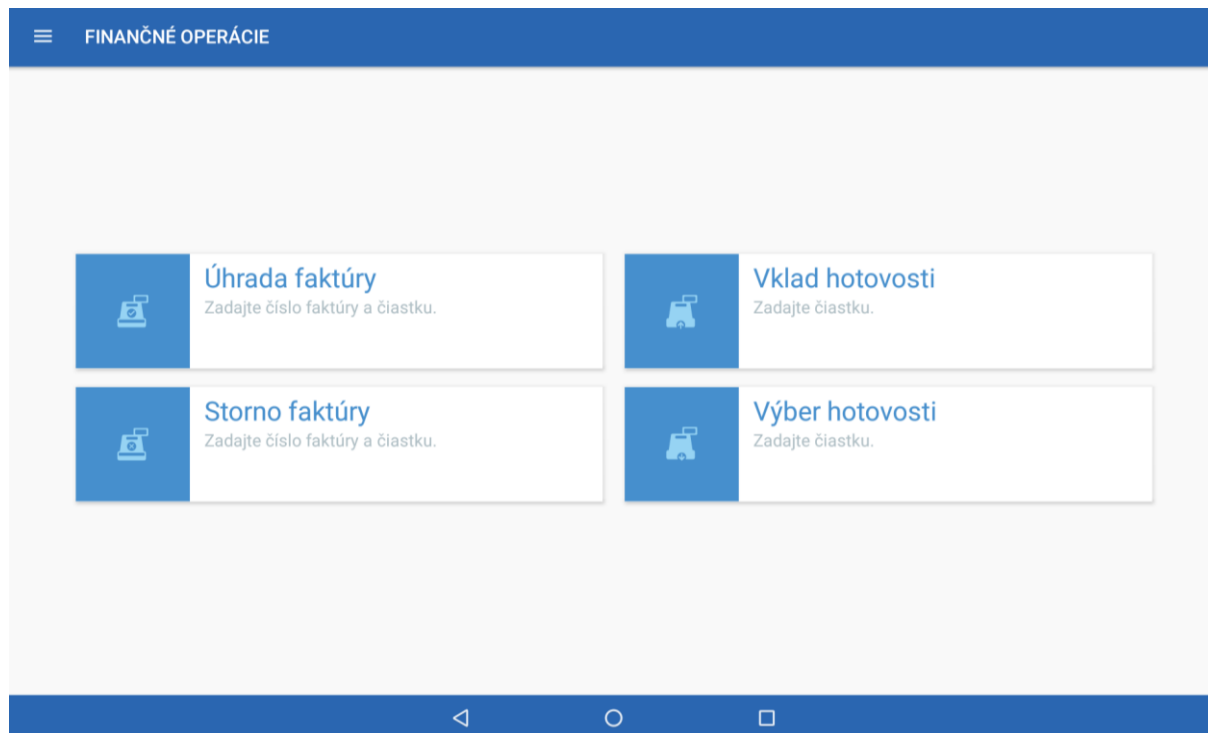 FINANČNÉ OPERÁCIE
Úhrada faktúry
Zadajte číslo faktúry a čiastku.
Vklad hotovosti
Zadajte čiastku.
Storno faktúry
Zadajte číslo faktúry a čiastku.
Výber hotovosti
Zadajte čiastku.